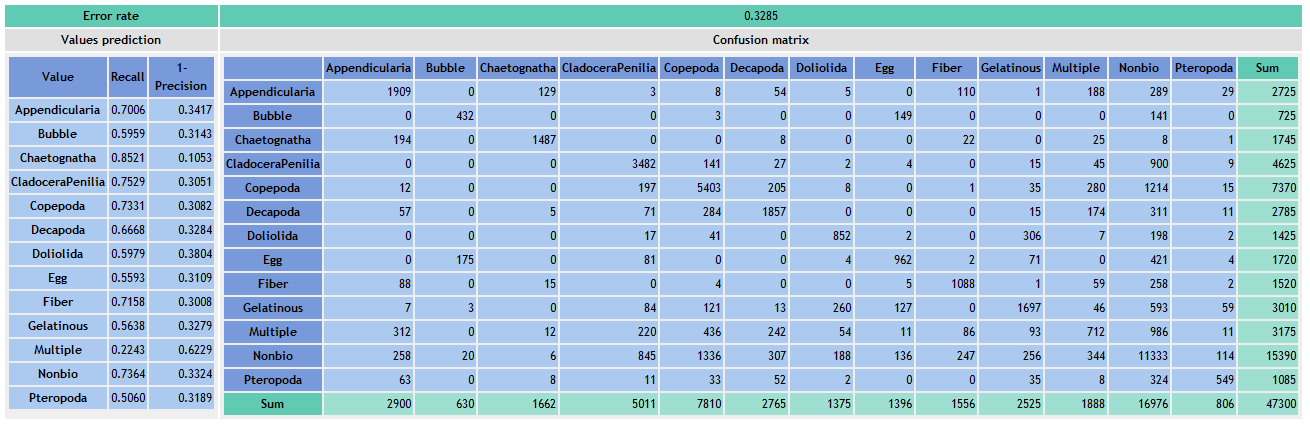 Error rate 0.3285
Values prediction Confusion matrix
Value Recall 1-Precision
Appendicularia 0.7006 0.3417
Bubble 0.5959 0.3143
Chaetognatha 0.8521 0.1053
CladoceraPenilia 0.7529 0.3051
Copepoda 0.7331 0.3082
Decapoda 0.6668 0.3284
Doliolida 0.5979 0.3804
Egg 0.5593 0.3109
Fiber 0.7158 0.3008
Gelatinous 0.5638 0.3279
Multiple 0.2243 0.6229
Nonbio 0.7364 0.3324
Pteropoda 0.5060 0.3189
Appendicularia Bubble Chaetognatha CladoceraPenilia Copepoda Decapoda Doliolida Egg Fiber Gelatinous Multiple Nonbio Pteropoda Sum
Appendicularia 1909 0 129 3 8 54 5 0 110 1 188 289 29 2725
Bubble 0 432 0 0 3 0 0 149 0 0 0 141 0 725
Chaetognatha 194 0 1487 0 0 8 0 0 22 0 25 8 1 1745
CladoceraPenilia 0 0 0 3482 141 27 2 4 0 15 45 900 9 4625
Copepoda 12 0 0 197 5403 205 8 0 1 35 280 1214 15 7370
Decapoda 57 0 5 71 284 1857 0 0 0 15 174 311 11 2785
Doliolida 0 0 0 17 41 0 852 2 0 306 7 198 2 1425
Egg 0 175 0 81 0 0 4 962 2 71 0 421 4 1720
Fiber 88 0 15 0 4 0 0 5 1088 1 59 258 2 1520
Gelatinous 7 3 0 84 121 13 260 127 0 1697 46 593 59 3010
Multiple 312 0 12 220 436 242 54 11 86 93 712 986 11 3175
Nonbio 258 20 6 845 1336 307 188 136 247 256 344 11333 114 15390
Pteropoda 63 0 8 11 33 52 2 0 0 35 8 324 549 1085
Sum 2900 630 1662 5011 7810 2765 1375 1396 1556 2525 1888 16976 806 47300